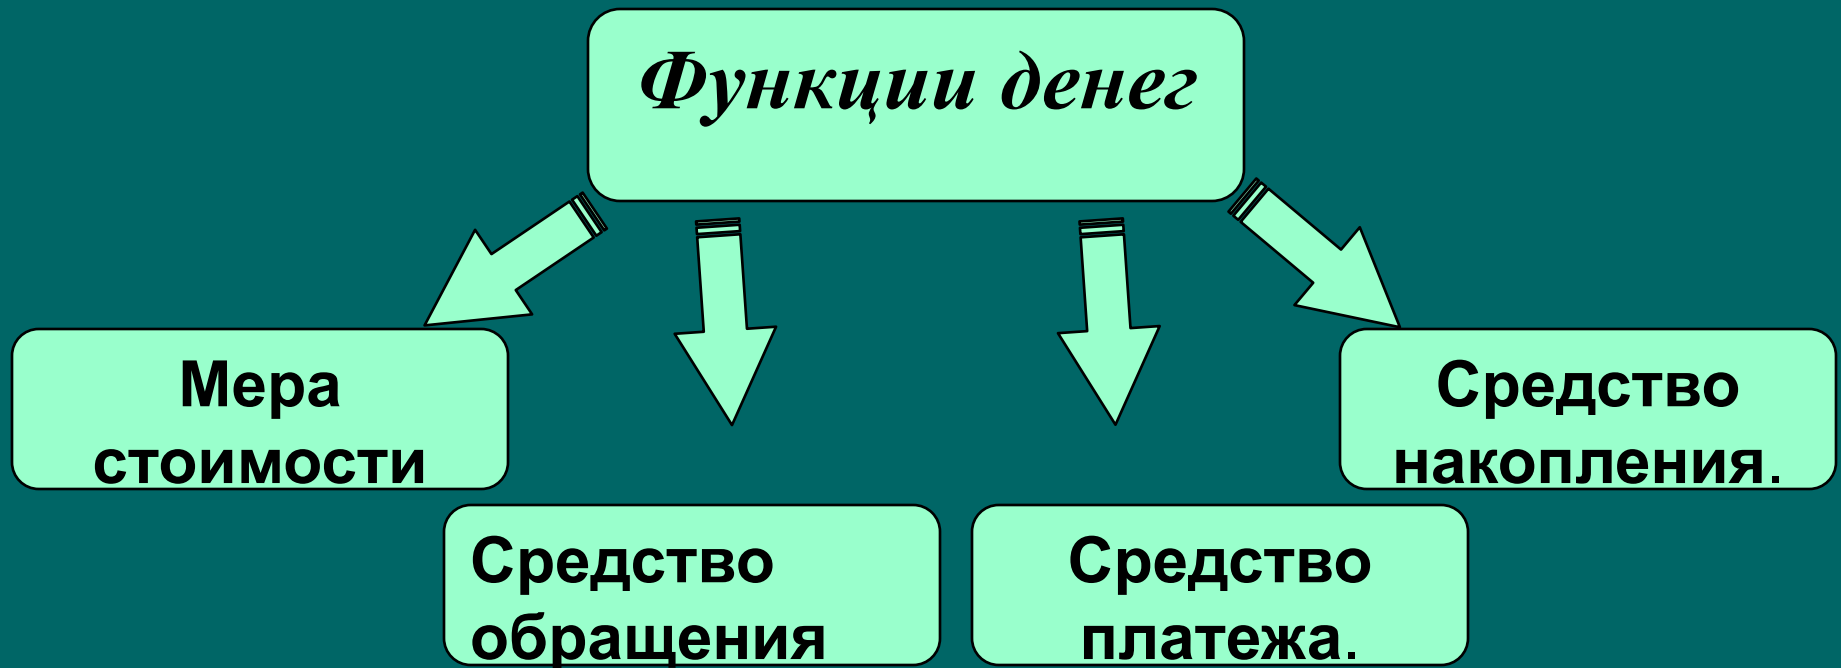 Функции денег
Мера
стоимости
Средство
обращения
Средство
платежа.
Средство
накопления.